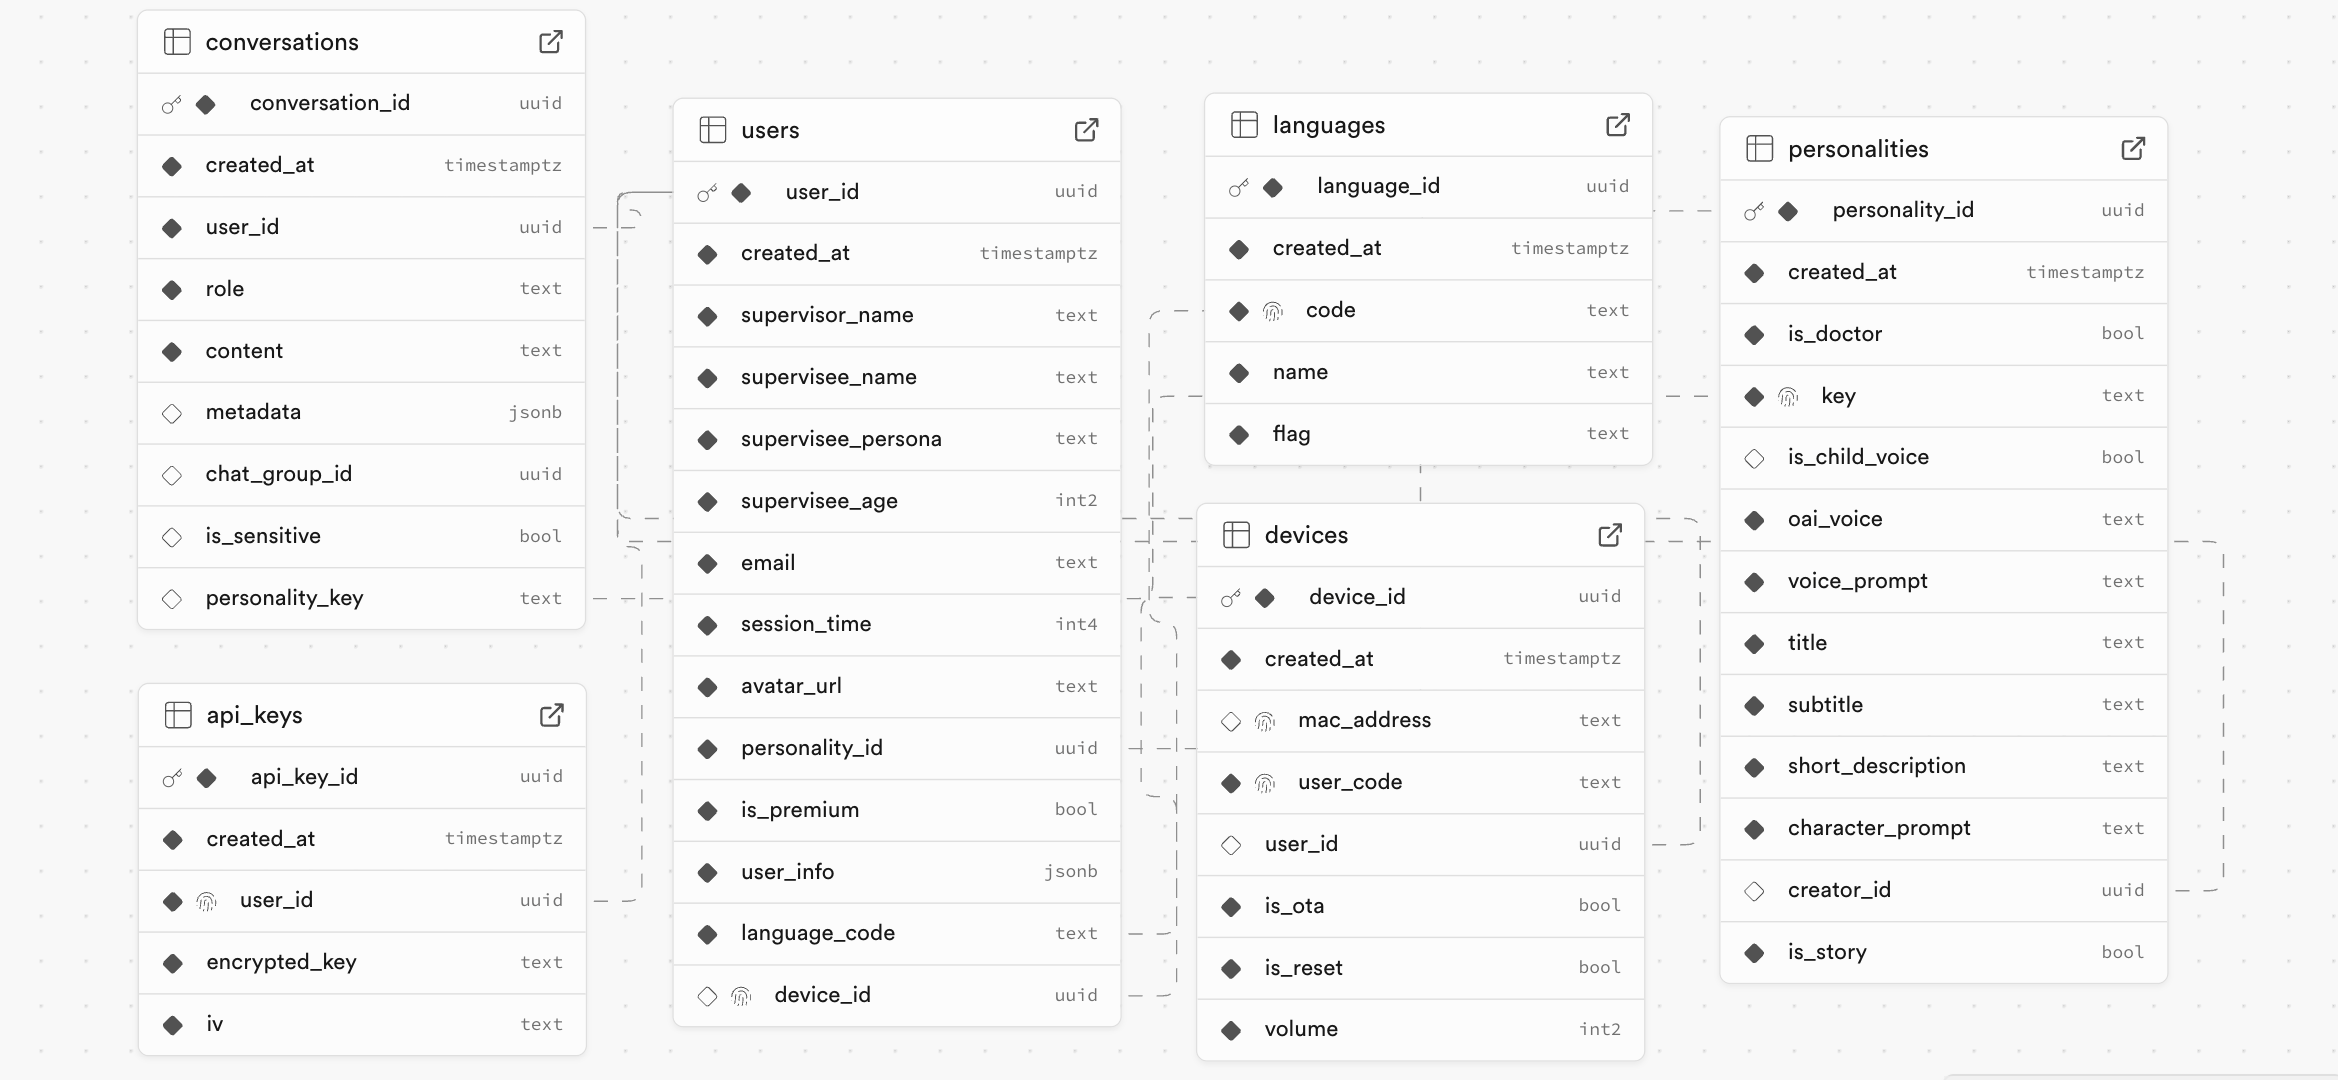 conversations
conversation_id uuid
created_at timestamptz
user_id uuid
role text
content text
metadata jsonb
chat_group_id uuid
is_sensitive bool
personality_key text
api_keys
api_key_id uuid
created_at timestamptz
user_id uuid
encrypted_key text
iv text
users
user_id uuid
created_at timestamptz
supervisor_name text
supervisee_name text
supervisee_persona text
supervisee_age int2
email text
session_time int4
avatar_url text
personality_id uuid
is_premium bool
user_info jsonb
language_code text
device_id uuid
languages
language_id uuid
created_at timestamptz
code text
name text
flag text
devices
device_id uuid
created_at timestamptz
mac_address text
user_code text
user_id uuid
is_ota bool
is_reset bool
volume int2
personalities
personality_id uuid
created_at timestamptz
is_doctor bool
key text
is_child_voice bool
oai_voice text
voice_prompt text
title text
subtitle text
short_description text
character_prompt text
creator_id uuid
is_story bool